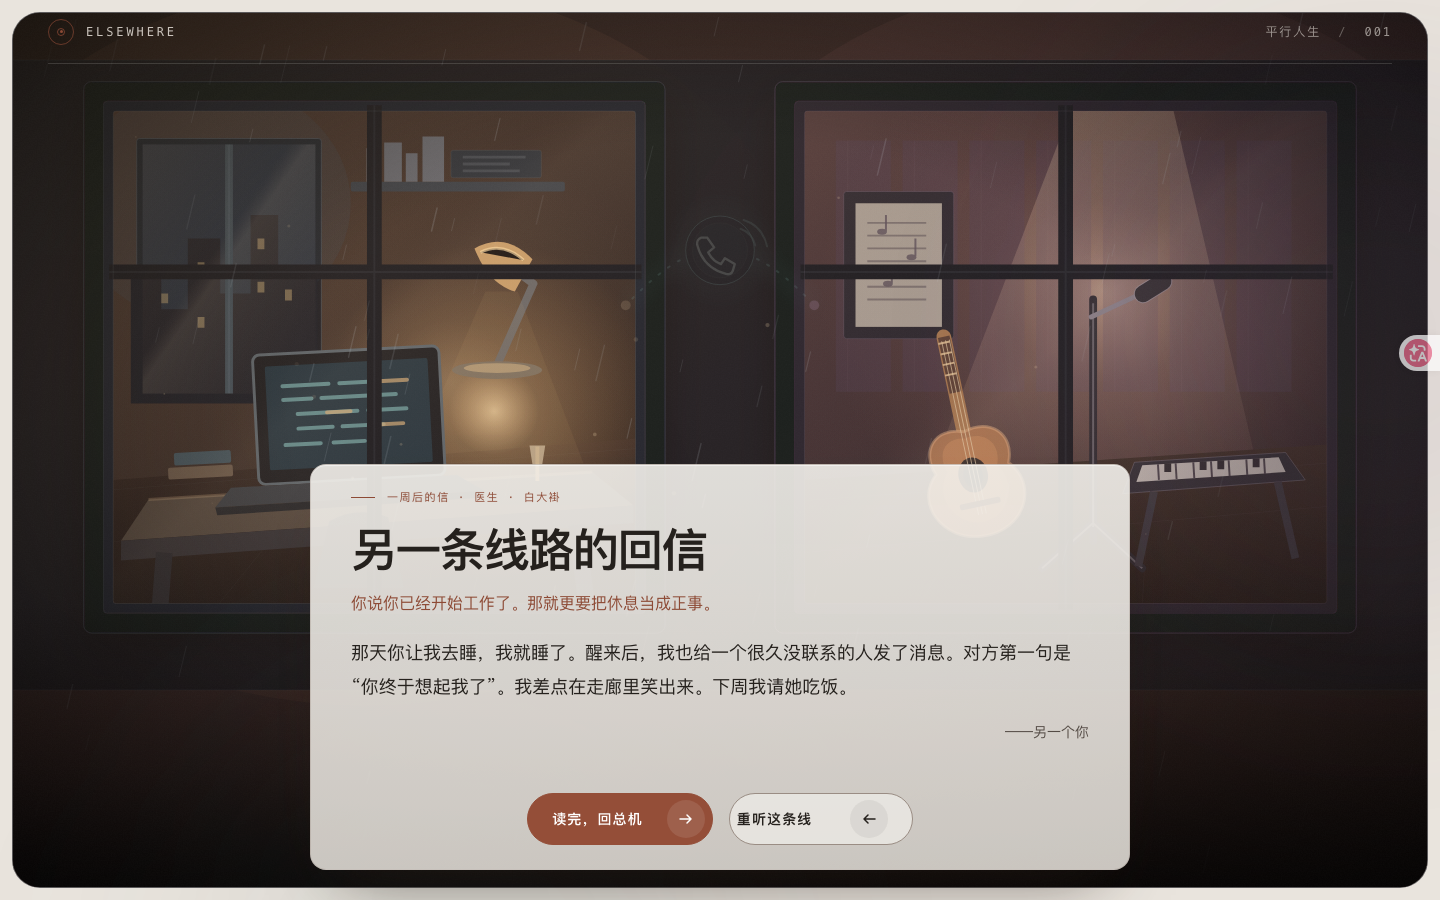 ELSEWHERE
平行人生 / 001
一周后的信 · 医生 · 白大褂
另一条线路的回信
你说你已经开始工作了。那就更要把休息当成正事。
那天你让我去睡，我就睡了。醒来后，我也给一个很久没联系的人发了消息。对方第一句是
“你终于想起我了”。我差点在走廊里笑出来。下周我请她吃饭。
——另一个你
读完，回总机
重听这条线